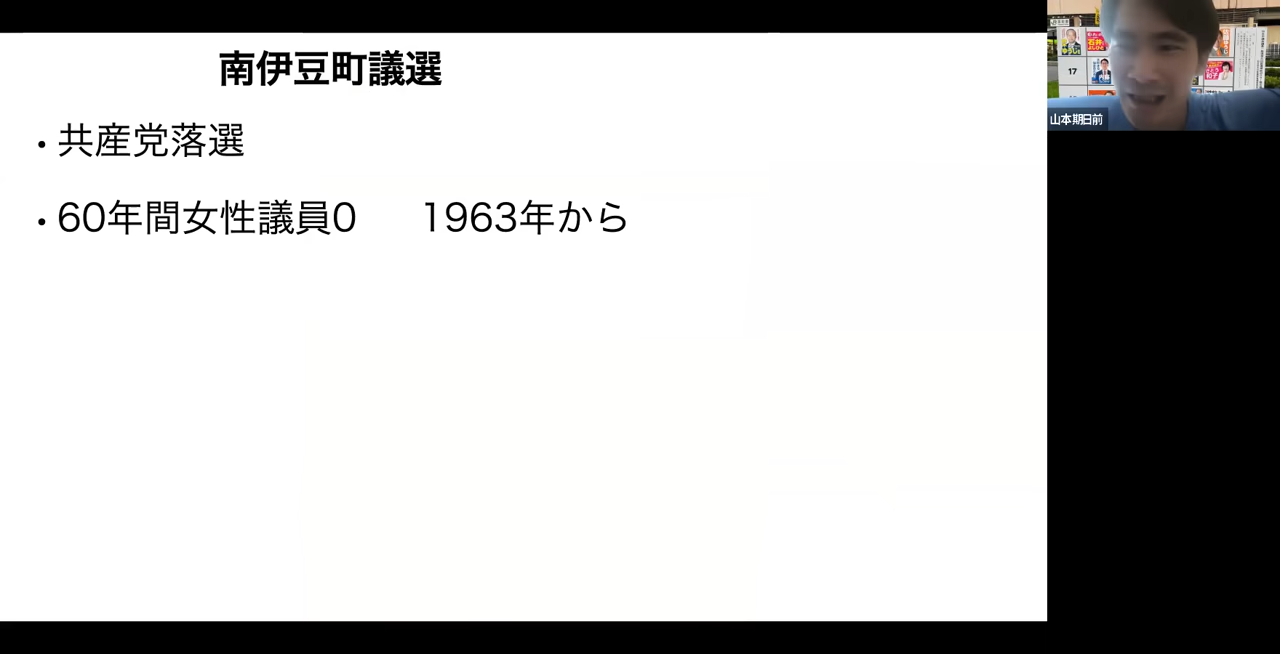 南伊豆町議選
・共産党落選
・60年間女性議員0 1963年から
山本期日前
17